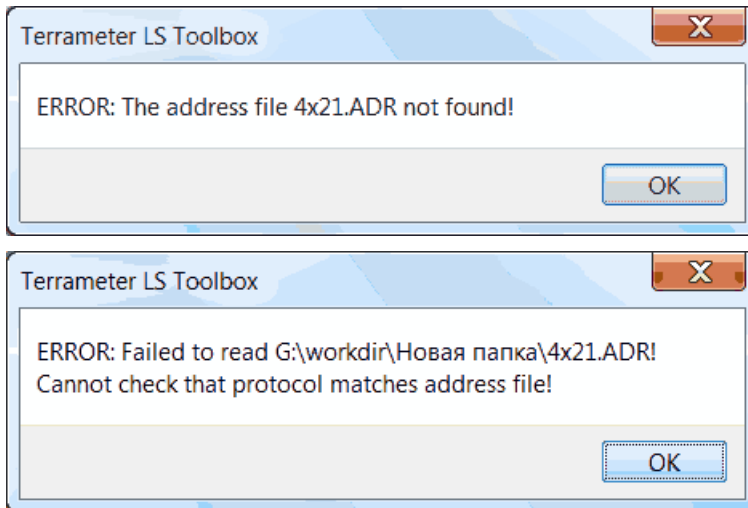 Terrameter LS Toolbox
ERROR: The address file 4x21.ADR not found!
OK
Terrameter LS Toolbox
ERROR: Failed to read G:\workdir\Новая папка\4x21.ADR!
Cannot check that protocol matches address file!
OK